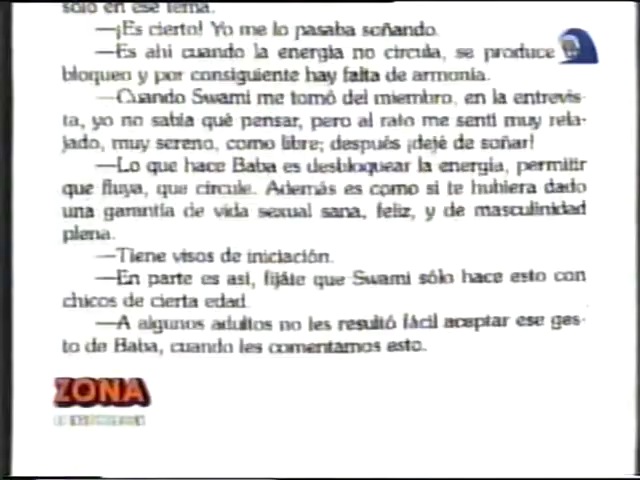 solo en ese tema.
—¡Es cierto! Yo me lo pasaba soñando.
—Es ahí cuando la energía no circula, se produce
bloqueo y por consiguiente hay falta de armonía.
—Cuando Swami me tomó del miembro, en la entrevis-
ta, yo no sabía qué pensar, pero al rato me sentí muy rela-
jado, muy sereno, como libre; después ¡dejé de soñar!
—Lo que hace Baba es desbloquear la energía, permitir
que fluya, que circule. Además es como si te hubiera dado
una garantía de vida sexual sana, feliz, y de masculinidad
plena.
—Tiene visos de iniciación.
—En parte es así, fijáte que Swami sólo hace esto con
chicos de cierta edad.
—A algunos adultos no les resultó fácil aceptar ese ges-
to de Baba, cuando les comentamos esto.
ZONA